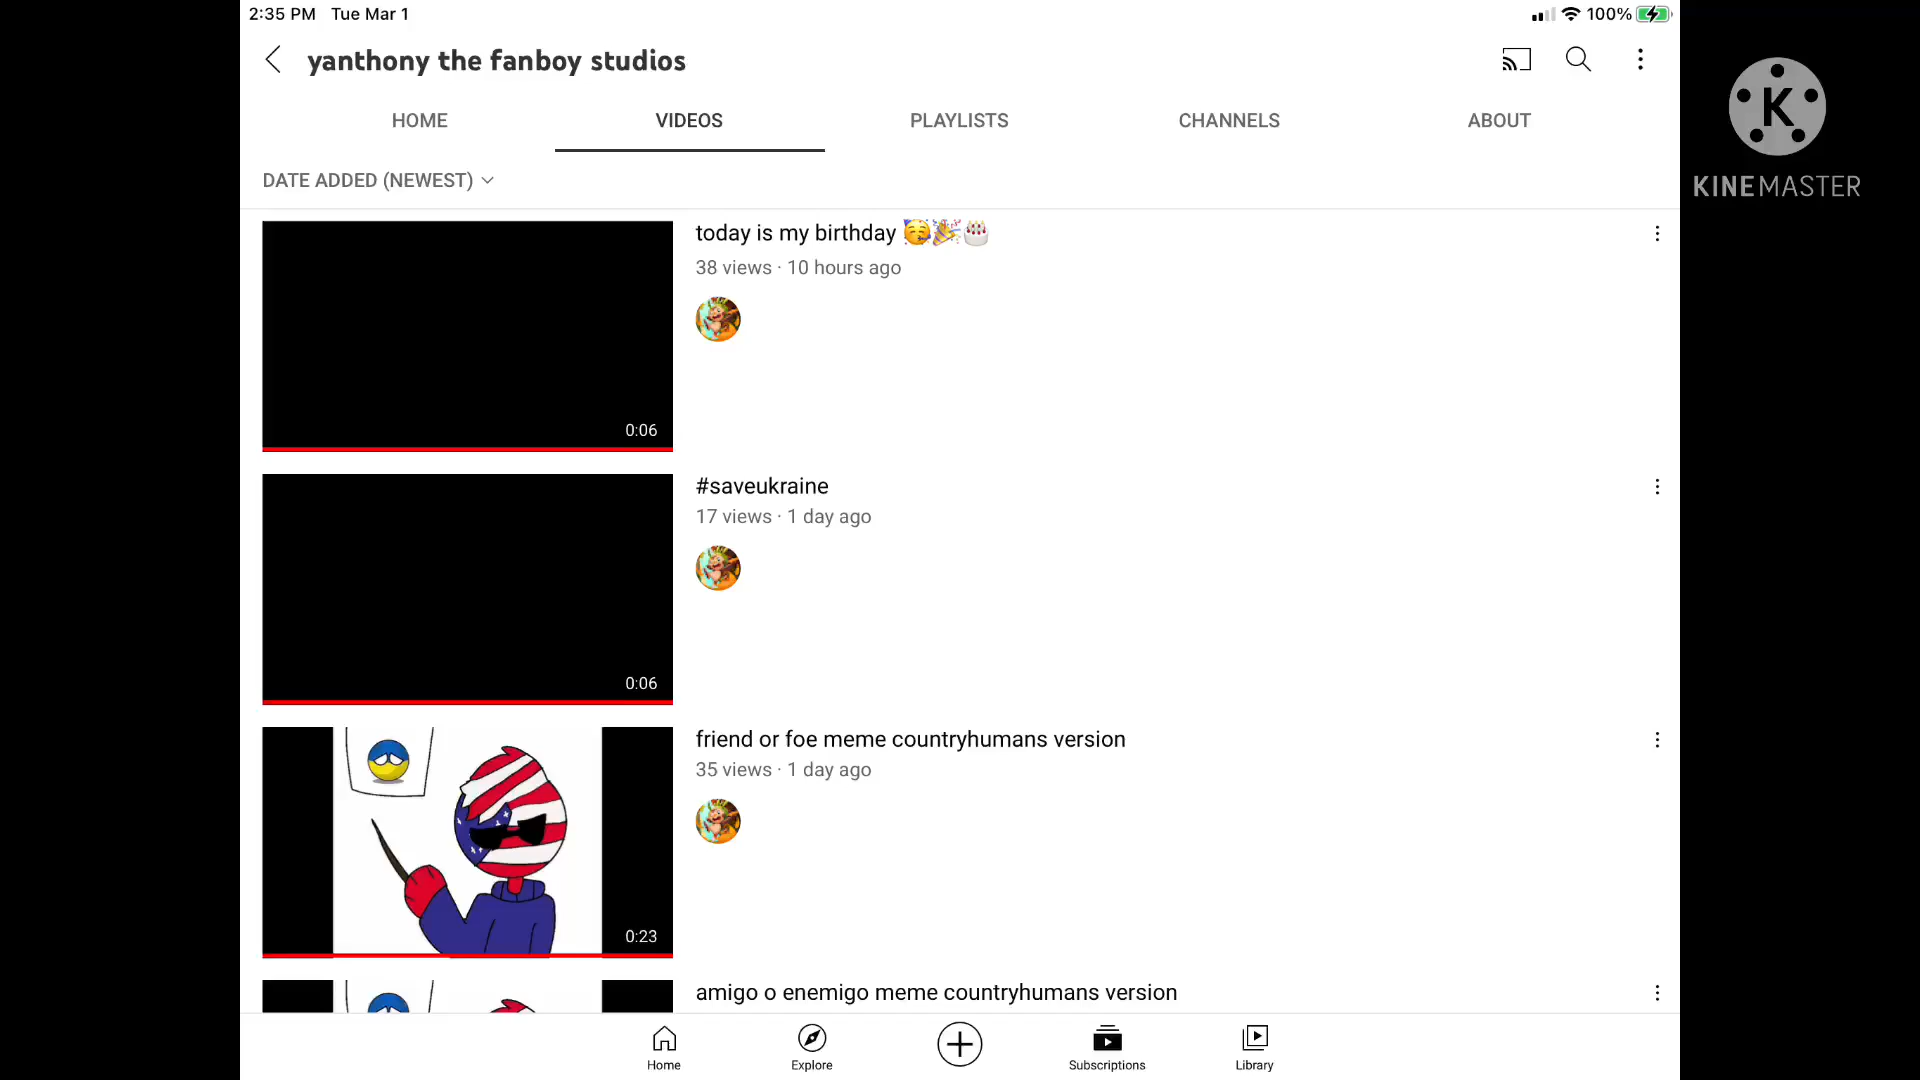 2:35 PM Tue Mar 1
100%
yanthony the fanboy studios
HOME VIDEOS PLAYLISTS CHANNELS ABOUT
DATE ADDED (NEWEST)
today is my birthday 🥳🎉🎂
38 views · 10 hours ago
0:06
#saveukraine
17 views · 1 day ago
0:06
friend or foe meme countryhumans version
35 views · 1 day ago
0:23
amigo o enemigo meme countryhumans version
Home Explore Subscriptions Library
K
KINEMASTER